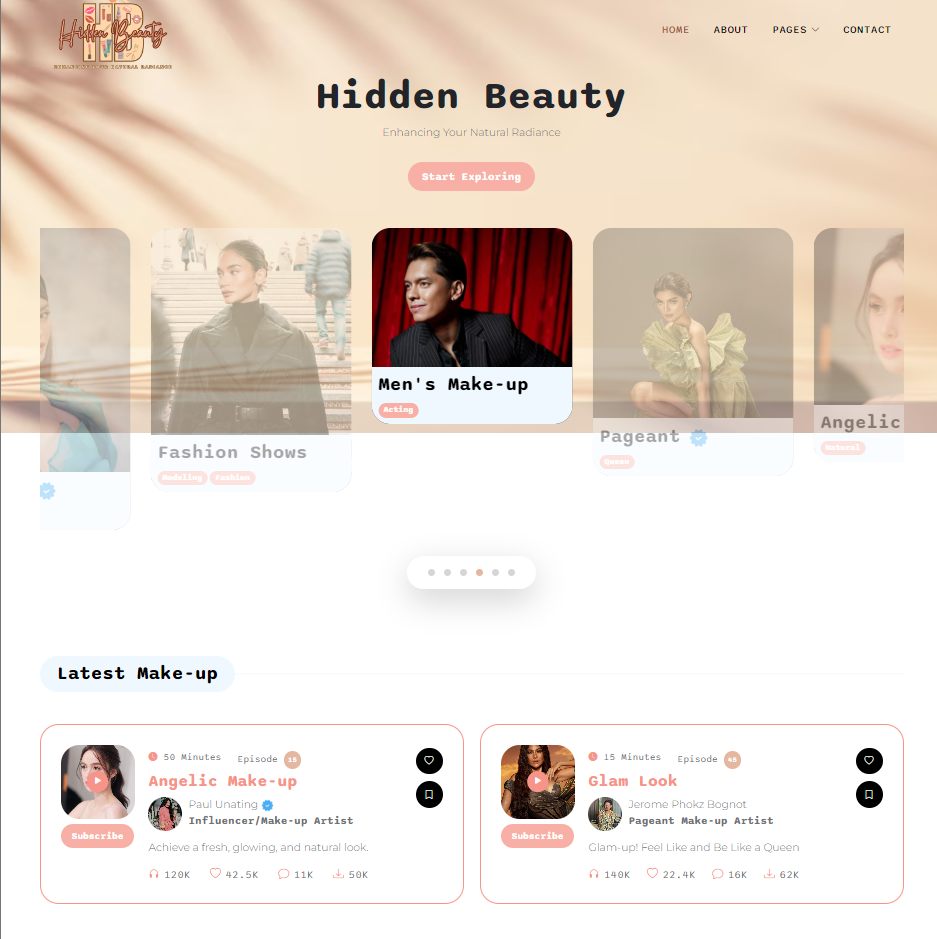 Hidden Beauty
ENHANCING YOUR NATURAL RADIANCE
HOME ABOUT PAGES CONTACT
Hidden Beauty
Enhancing Your Natural Radiance
Start Exploring
Fashion Shows
Modeling Fashion
Men's Make-up
Acting
Pageant
Queen
Angelic
Natural
Latest Make-up
50 Minutes Episode 15
Angelic Make-up
Paul Unating
Influencer/Make-up Artist
Subscribe
Achieve a fresh, glowing, and natural look.
120K 42.5K 11K 50K
15 Minutes Episode 45
Glam Look
Jerome Phokz Bognot
Pageant Make-up Artist
Subscribe
Glam-up! Feel Like and Be Like a Queen
140K 22.4K 16K 62K